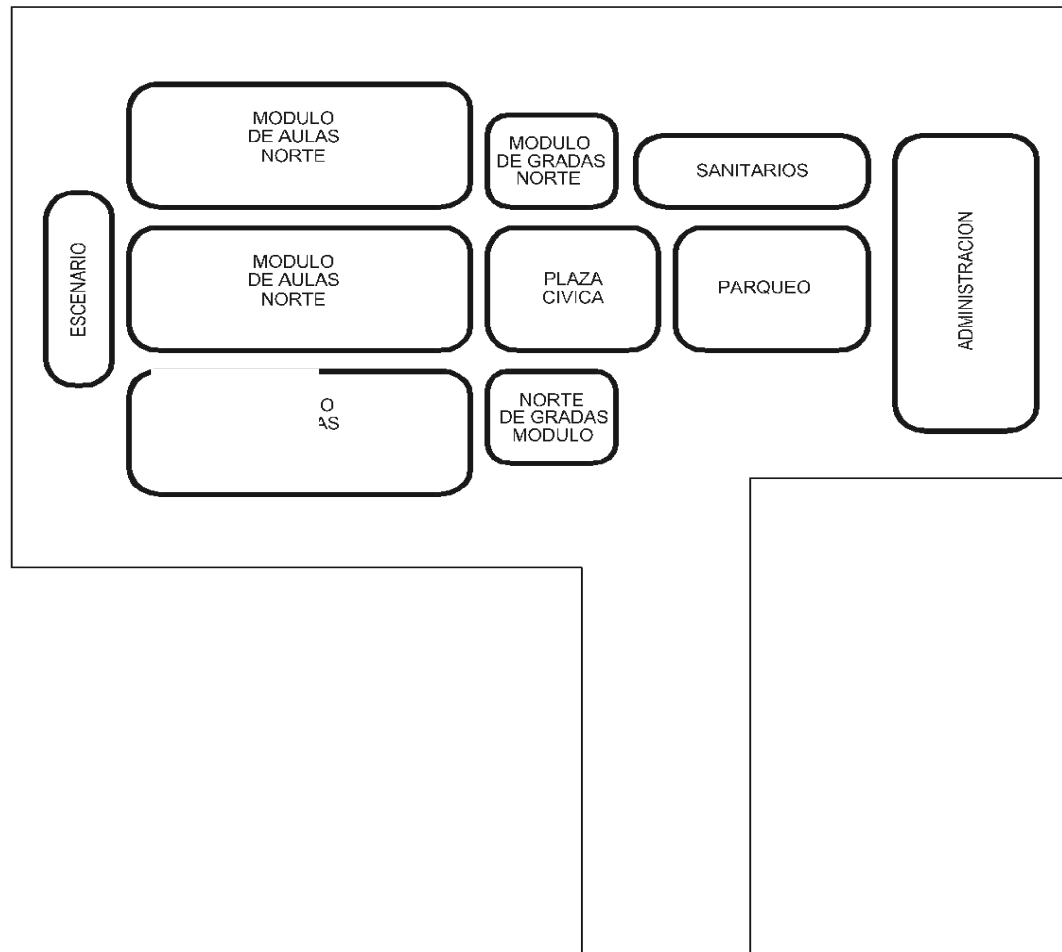 MODULO
DE AULAS
NORTE
MODULO
DE GRADAS
NORTE
SANITARIOS
ESCENARIO
MODULO
DE AULAS
NORTE
PLAZA
CIVICA
PARQUEO
ADMINISTRACION
NORTE
DE GRADAS
MODULO